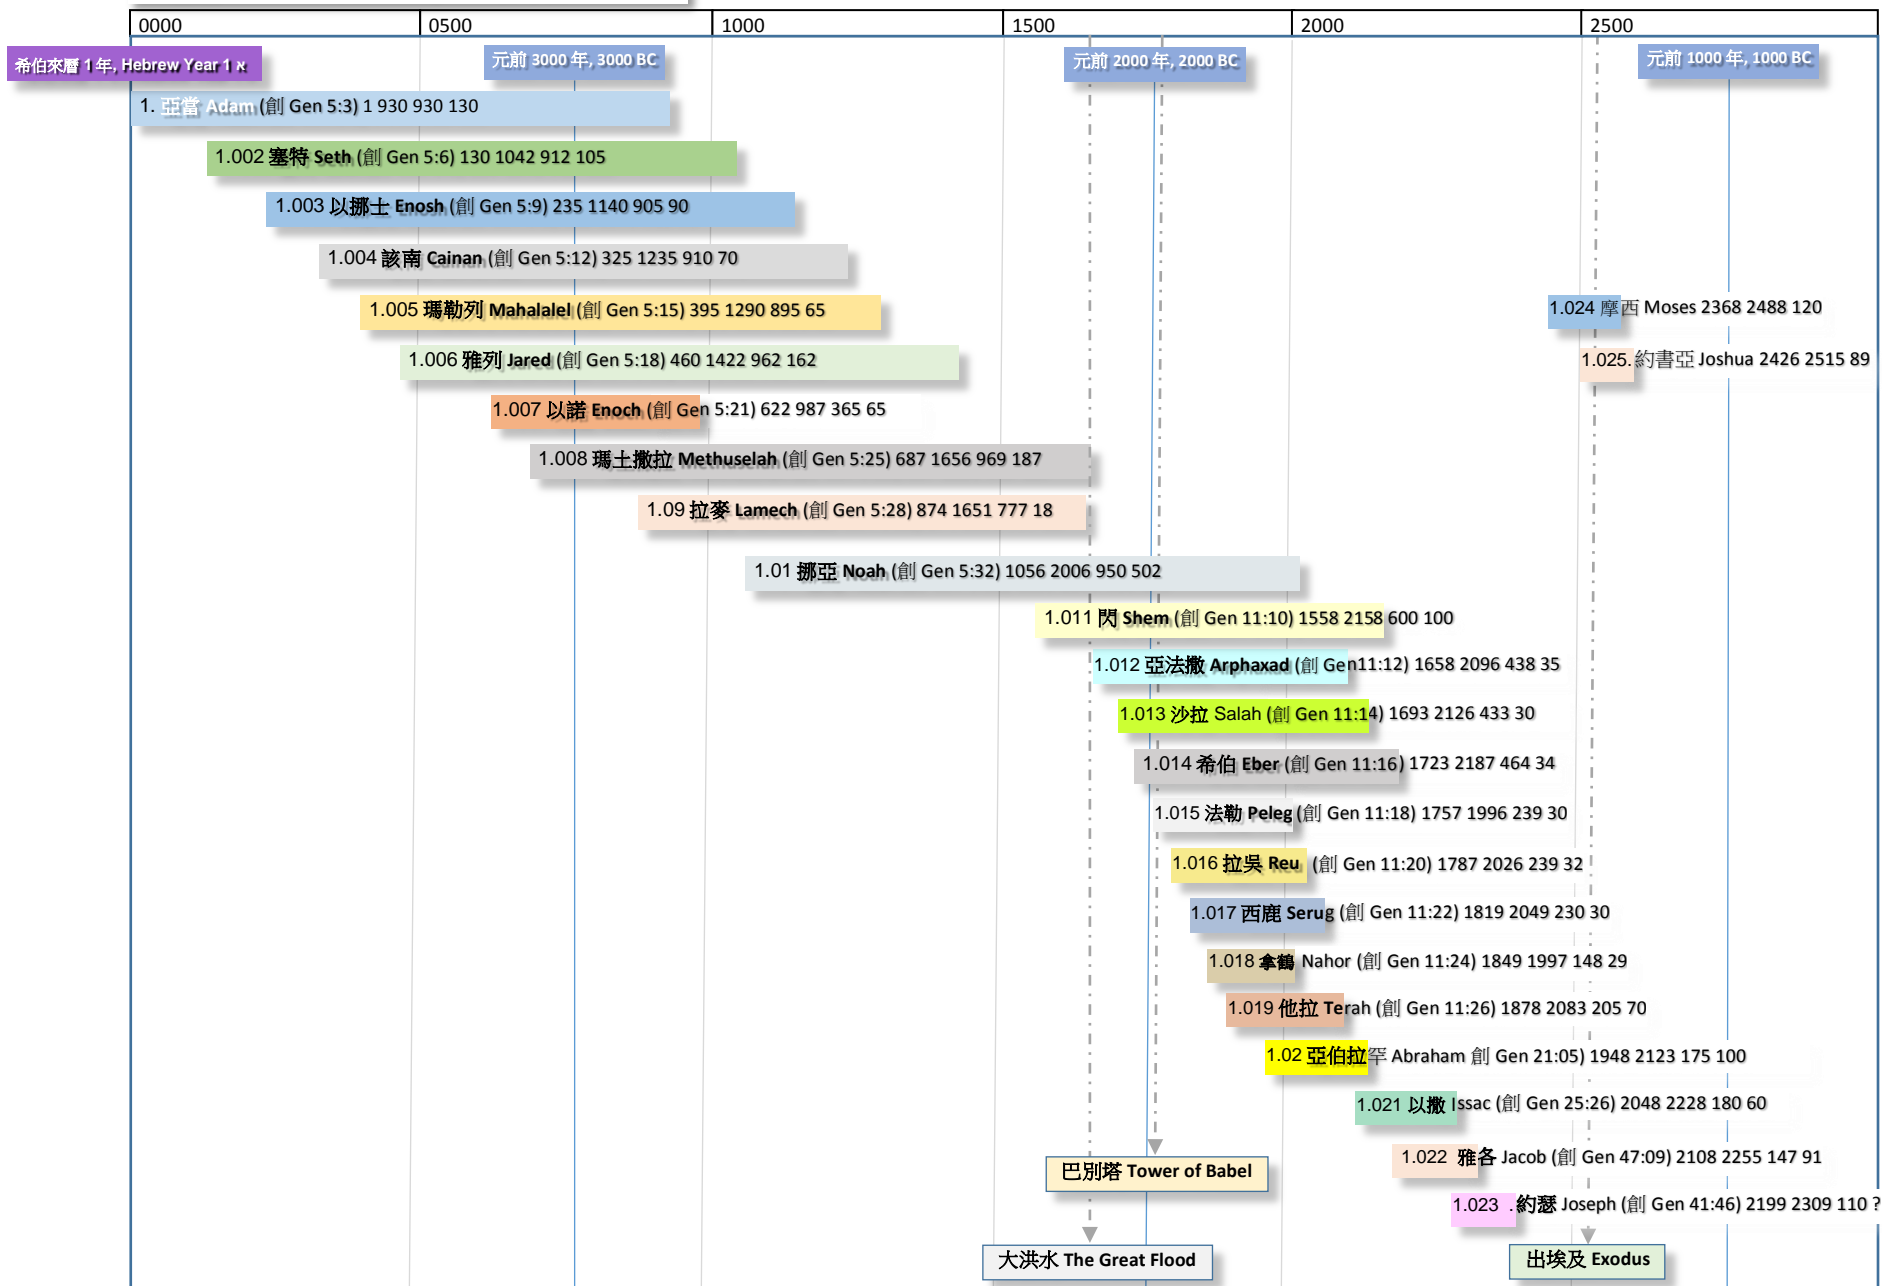 0000 0500 1000 1500 2000 2500
希伯來曆 1 年, Hebrew Year 1 א
元前 3000 年, 3000 BC
元前 2000 年, 2000 BC
元前 1000 年, 1000 BC
1. 亞當 Adam (創 Gen 5:3) 1 930 930 130
1.002 塞特 Seth (創 Gen 5:6) 130 1042 912 105
1.003 以挪士 Enosh (創 Gen 5:9) 235 1140 905 90
1.004 該南 Cainan (創 Gen 5:12) 325 1235 910 70
1.005 瑪勒列 Mahalalel (創 Gen 5:15) 395 1290 895 65
1.024 摩西 Moses 2368 2488 120
1.006 雅列 Jared (創 Gen 5:18) 460 1422 962 162
1.025. 約書亞 Joshua 2426 2515 89
1.007 以諾 Enoch (創 Gen 5:21) 622 987 365 65
1.008 瑪土撒拉 Methuselah (創 Gen 5:25) 687 1656 969 187
1.09 拉麥 Lamech (創 Gen 5:28) 874 1651 777 18
1.01 挪亞 Noah (創 Gen 5:32) 1056 2006 950 502
1.011 閃 Shem (創 Gen 11:10) 1558 2158 600 100
1.012 亞法撒 Arphaxad (創 Gen11:12) 1658 2096 438 35
1.013 沙拉 Salah (創 Gen 11:14) 1693 2126 433 30
1.014 希伯 Eber (創 Gen 11:16) 1723 2187 464 34
1.015 法勒 Peleg (創 Gen 11:18) 1757 1996 239 30
1.016 拉吳 Reu (創 Gen 11:20) 1787 2026 239 32
1.017 西鹿 Serug (創 Gen 11:22) 1819 2049 230 30
1.018 拿鶴 Nahor (創 Gen 11:24) 1849 1997 148 29
1.019 他拉 Terah (創 Gen 11:26) 1878 2083 205 70
1.02 亞伯拉罕 Abraham 創 Gen 21:05) 1948 2123 175 100
1.021 以撒 Issac (創 Gen 25:26) 2048 2228 180 60
1.022 雅各 Jacob (創 Gen 47:09) 2108 2255 147 91
巴別塔 Tower of Babel
1.023 .約瑟 Joseph (創 Gen 41:46) 2199 2309 110 ?
大洪水 The Great Flood
出埃及 Exodus